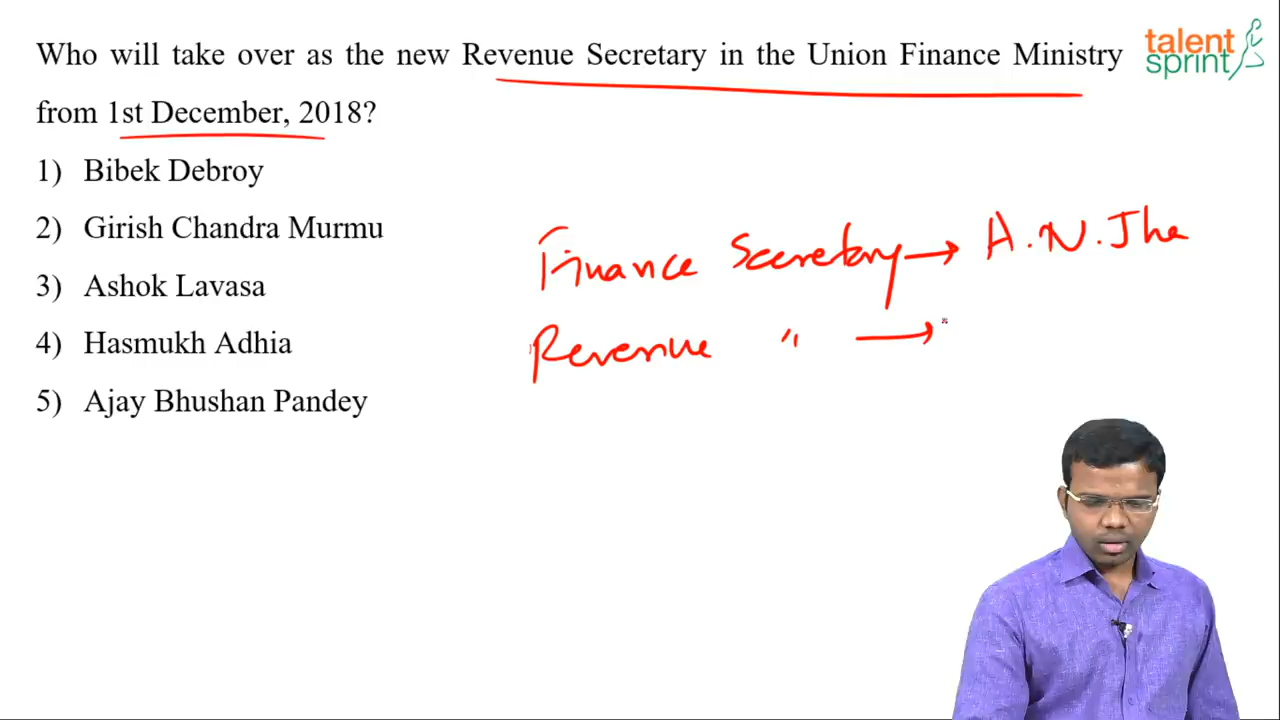 Who will take over as the new Revenue Secretary in the Union Finance Ministry
from 1st December, 2018?
talent
sprint
1) Bibek Debroy
2) Girish Chandra Murmu
3) Ashok Lavasa
4) Hasmukh Adhia
5) Ajay Bhushan Pandey
Finance Secretary → A.N.Jha
Revenue " →